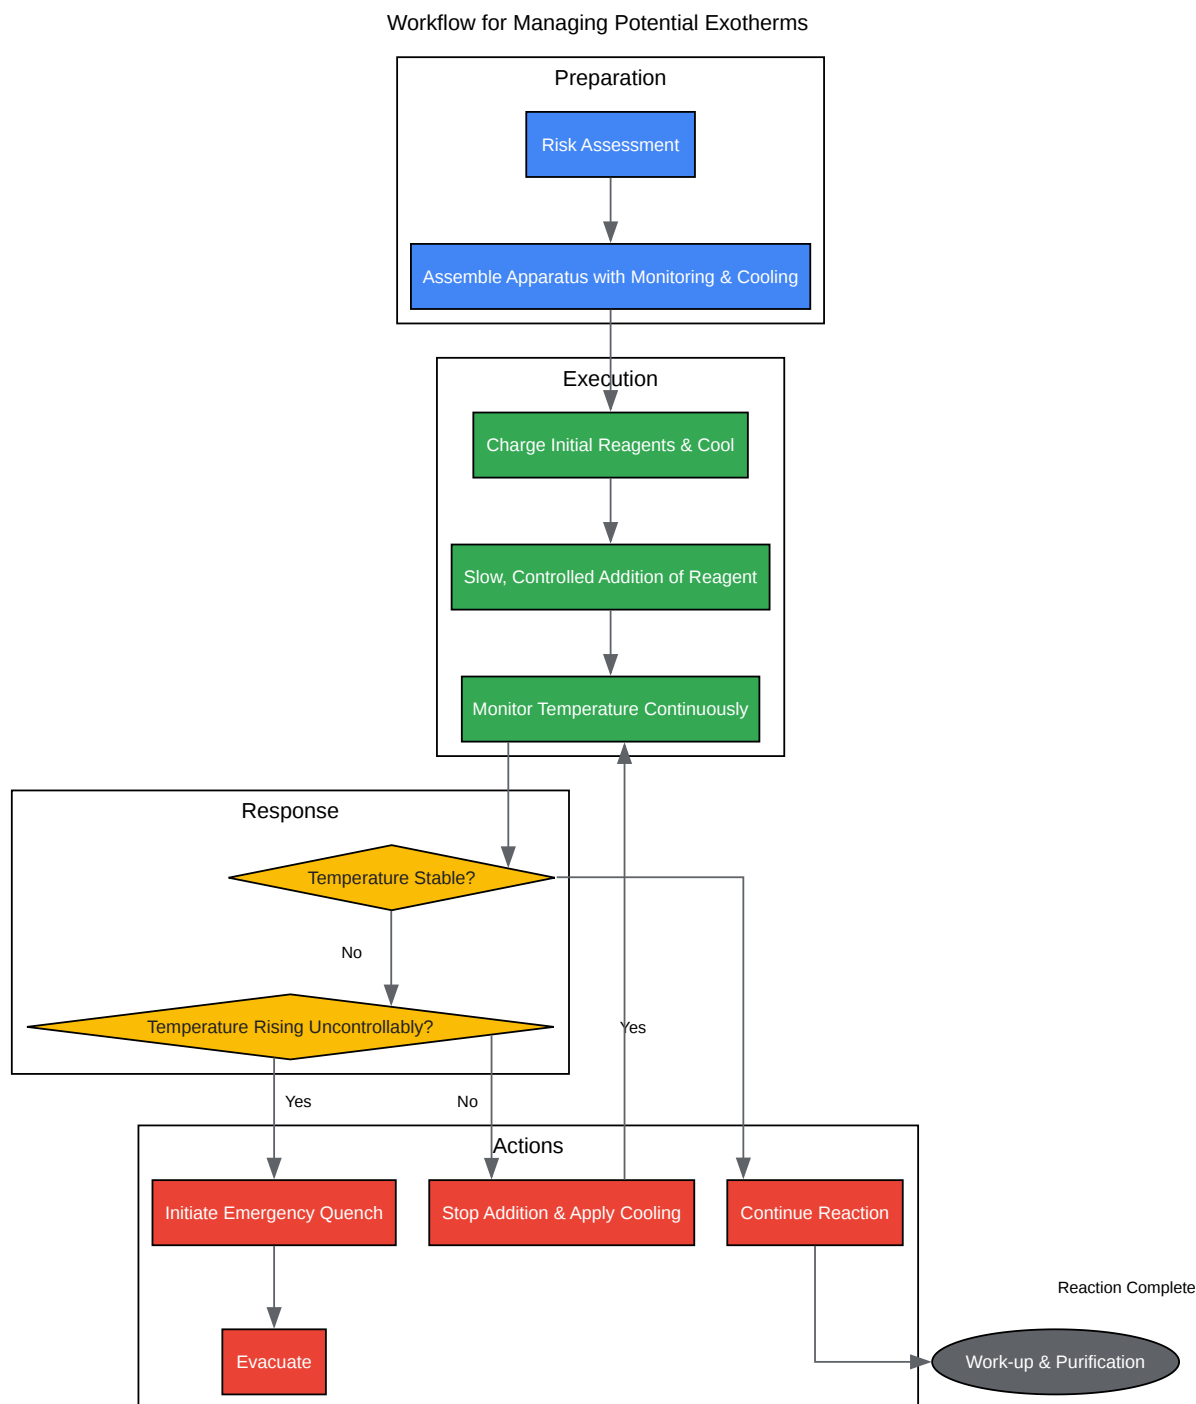 Workflow for Managing Potential Exotherms
Preparation
Risk Assessment
Assemble Apparatus with Monitoring & Cooling
Execution
Charge Initial Reagents & Cool
Slow, Controlled Addition of Reagent
Monitor Temperature Continuously
Response
Temperature Stable?
No
Temperature Rising Uncontrollably?
Yes
Yes
No
Actions
Initiate Emergency Quench
Stop Addition & Apply Cooling
Continue Reaction
Reaction Complete
Evacuate
Work-up & Purification